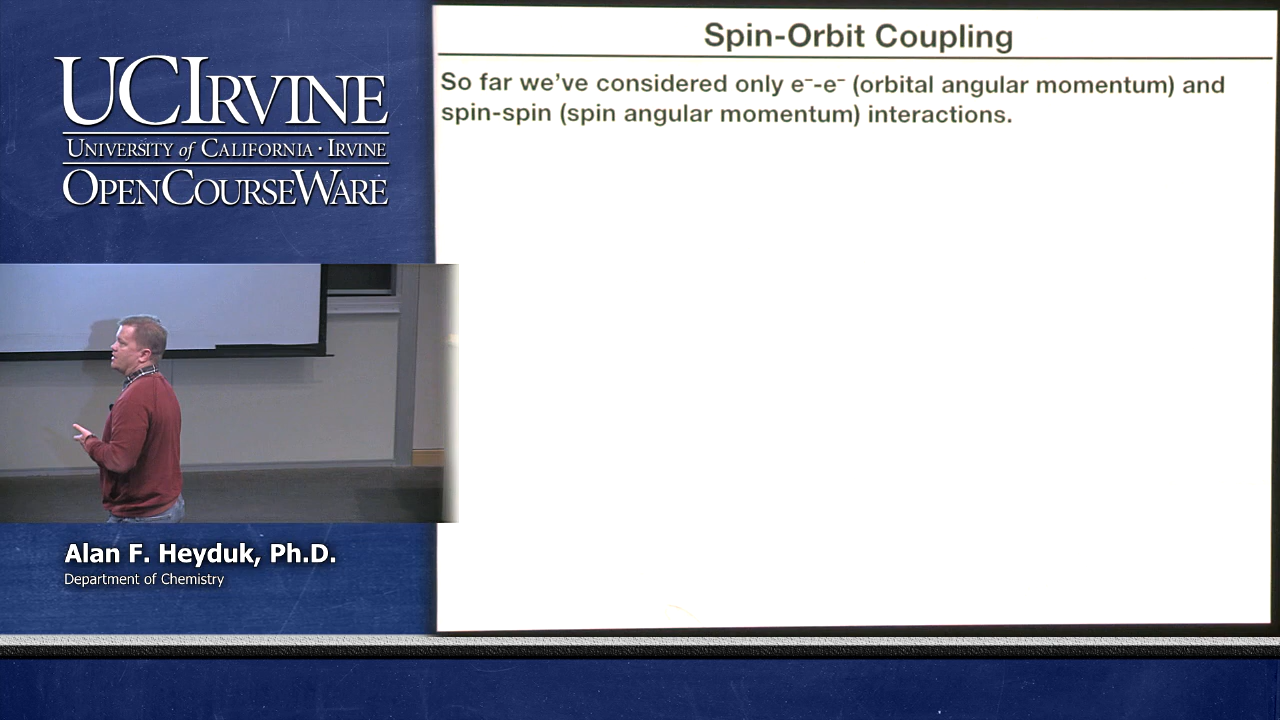 UCIRVINE
UNIVERSITY of CALIFORNIA · IRVINE
OPENCOURSEWARE
Alan F. Heyduk, Ph.D.
Department of Chemistry
Spin-Orbit Coupling
So far we've considered only e⁻-e⁻ (orbital angular momentum) and
spin-spin (spin angular momentum) interactions.